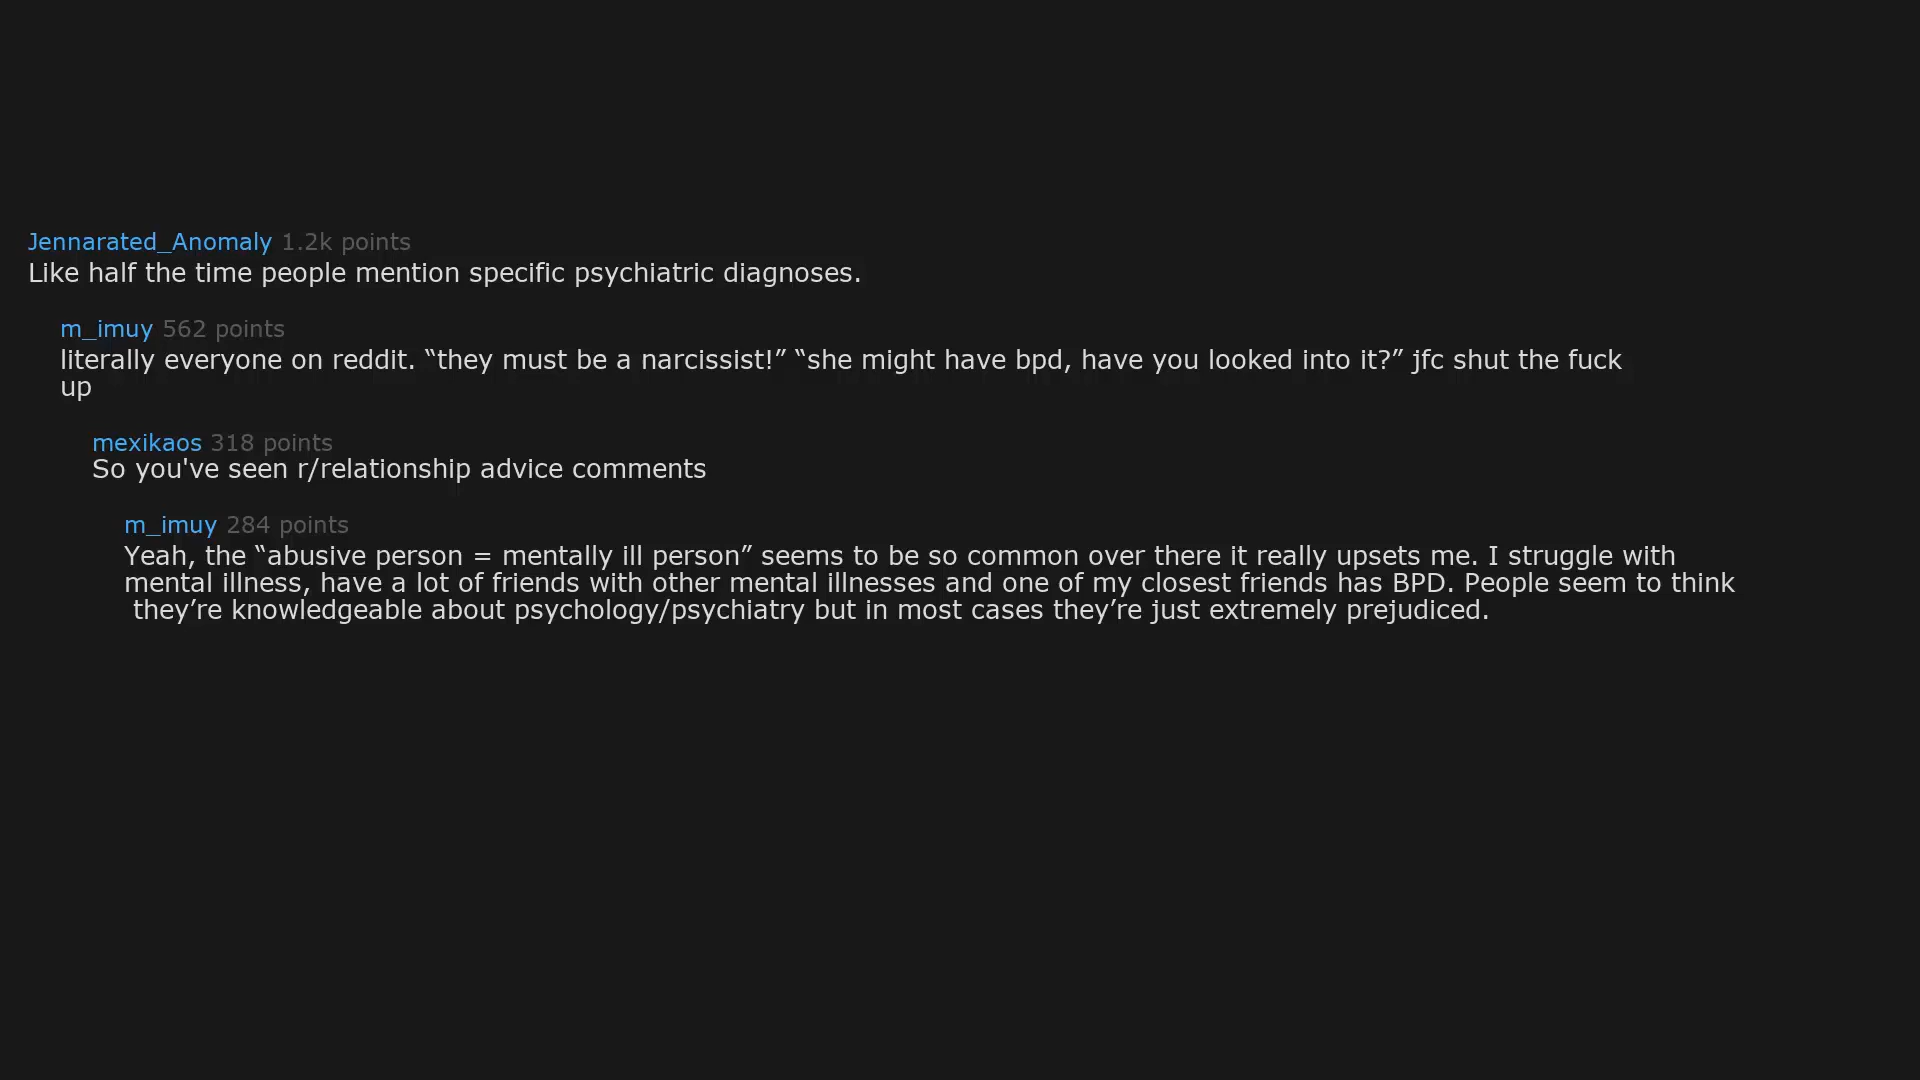 Jennarated_Anomaly 1.2k points
Like half the time people mention specific psychiatric diagnoses.
m_imuy 562 points
literally everyone on reddit. “they must be a narcissist!” “she might have bpd, have you looked into it?” jfc shut the fuck
up
mexikaos 318 points
So you've seen r/relationship advice comments
m_imuy 284 points
Yeah, the “abusive person = mentally ill person” seems to be so common over there it really upsets me. I struggle with
mental illness, have a lot of friends with other mental illnesses and one of my closest friends has BPD. People seem to think
they’re knowledgeable about psychology/psychiatry but in most cases they’re just extremely prejudiced.